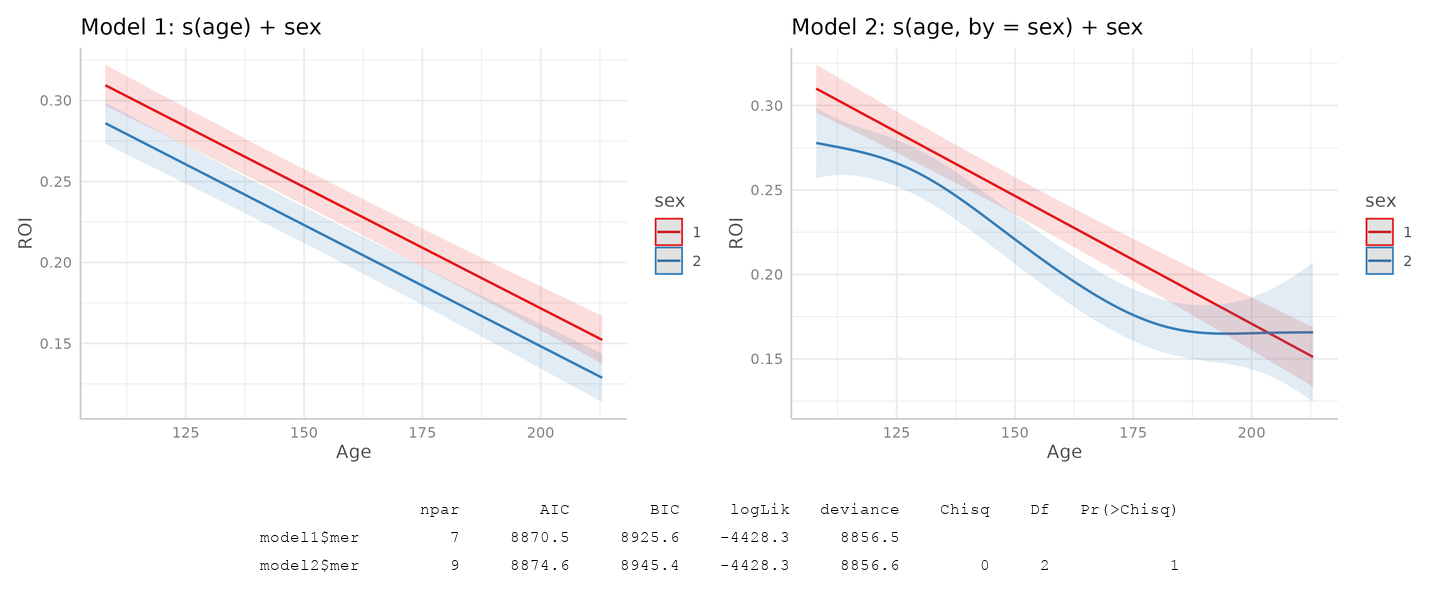 Model 1: s(age) + sex
0.30
0.25
0.20
0.15
ROI
125 150 175 200
Age
sex
1
2
Model 2: s(age, by = sex) + sex
0.30
0.25
0.20
0.15
ROI
125 150 175 200
Age
sex
1
2
npar AIC BIC logLik deviance Chisq Df Pr(>Chisq)
model1$mer 7 8870.5 8925.6 -4428.3 8856.5
model2$mer 9 8874.6 8945.4 -4428.3 8856.6 0 2 1